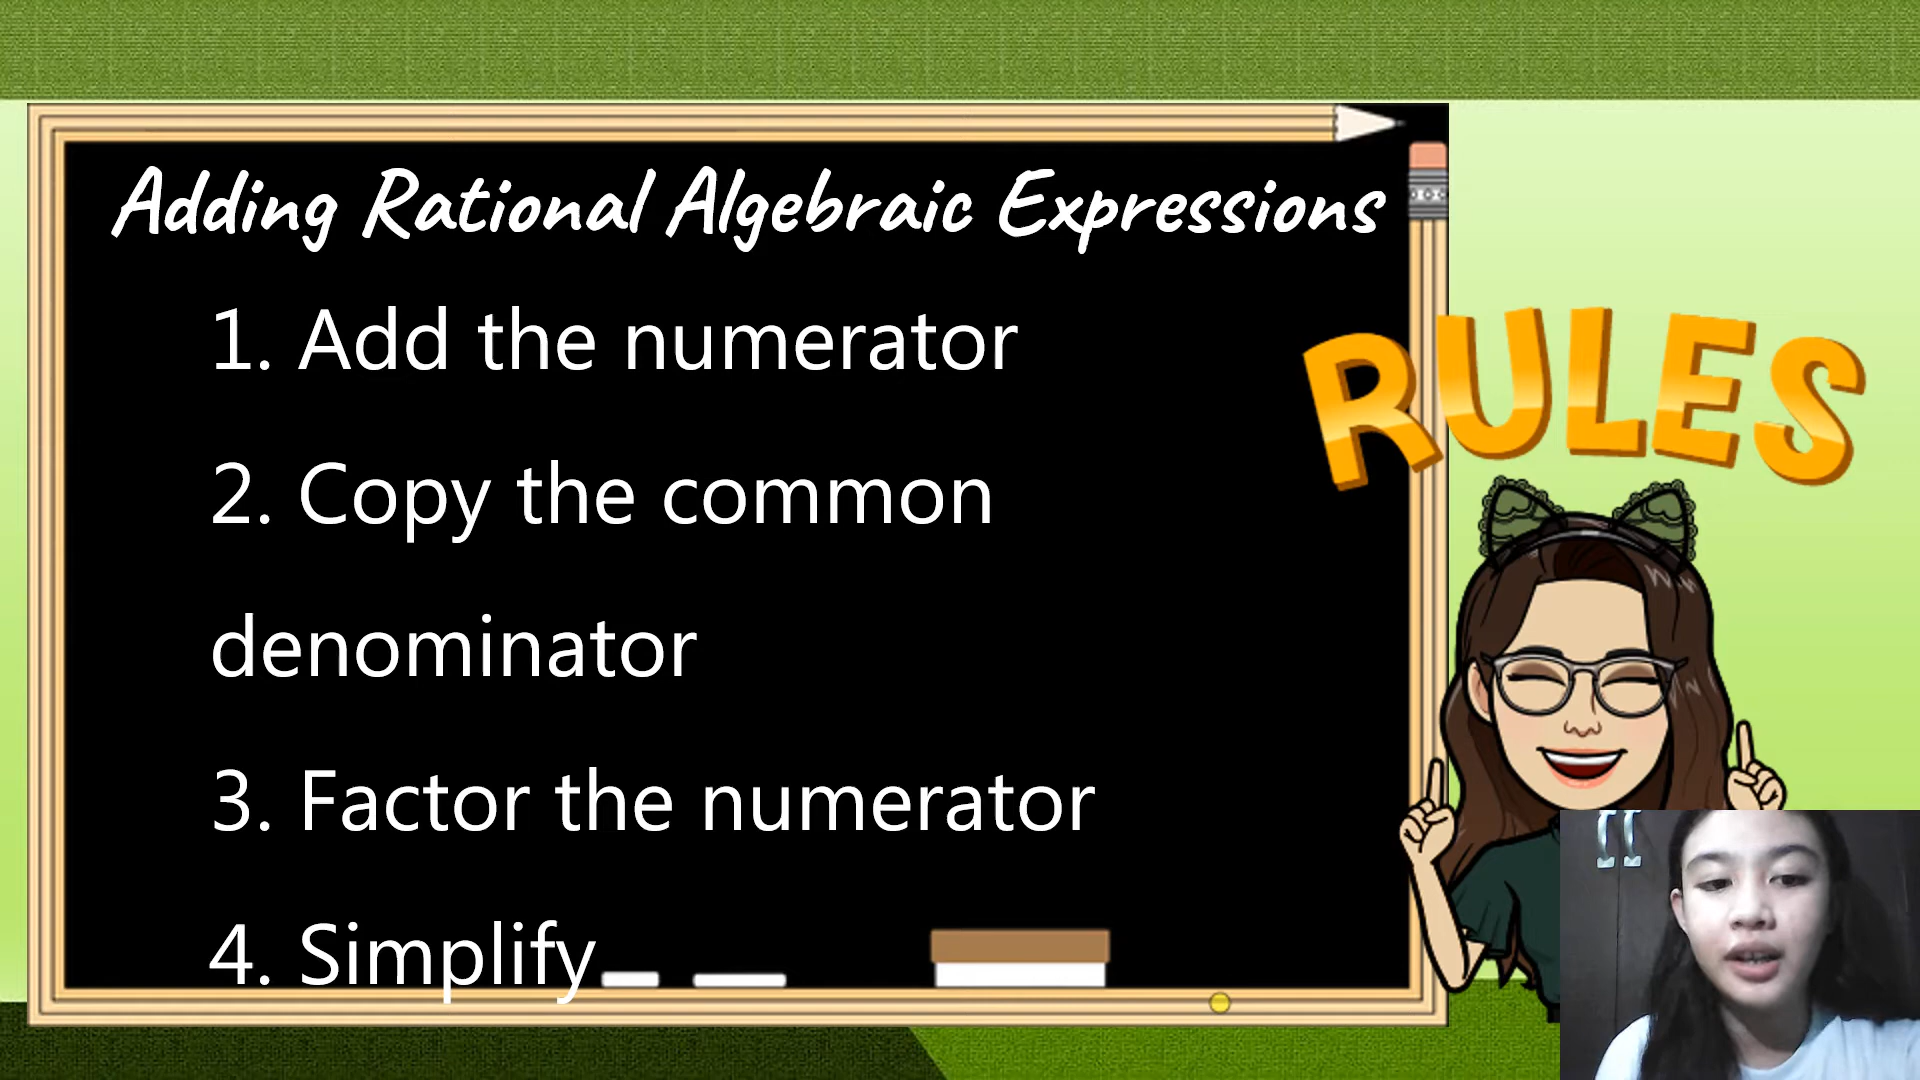 Adding Rational Algebraic Expressions
1. Add the numerator
2. Copy the common
denominator
3. Factor the numerator
4. Simplify
RULES